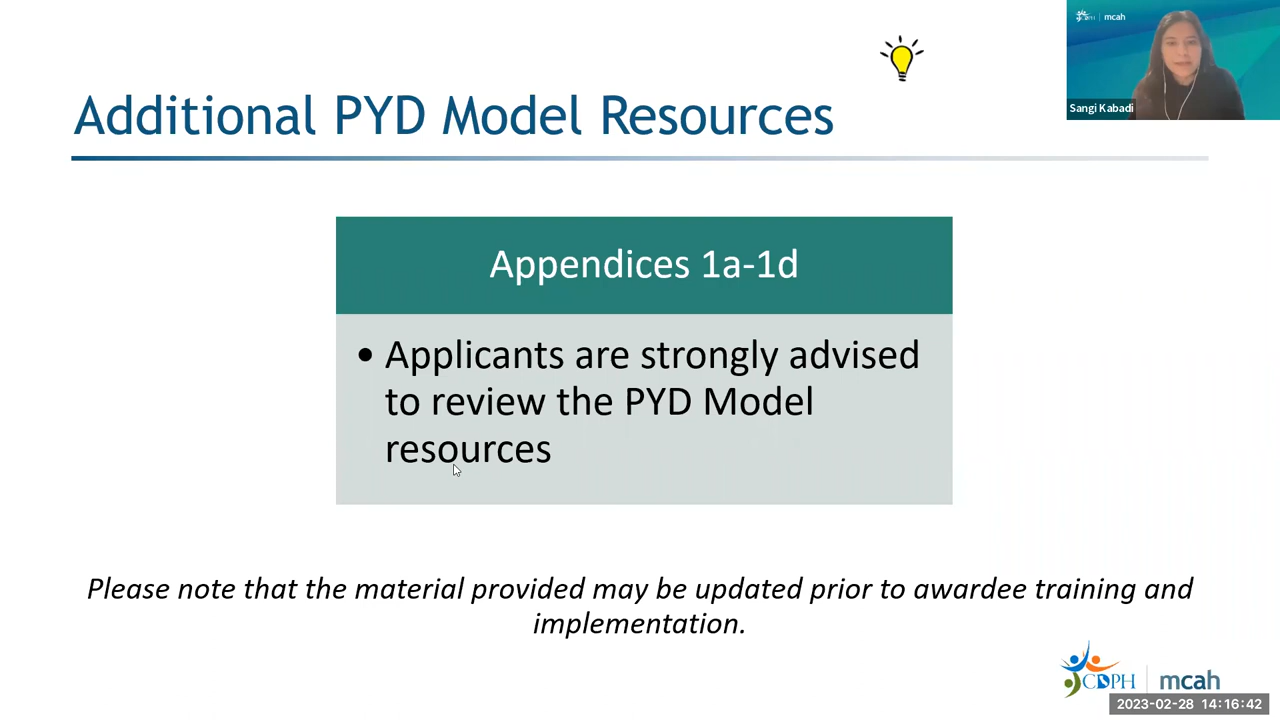 mcah
Sangi Kabadi
Additional PYD Model Resources
Appendices 1a-1d
• Applicants are strongly advised
to review the PYD Model
resources
Please note that the material provided may be updated prior to awardee training and
implementation.
CDPH | mcah
2023-02-28 14:16:42